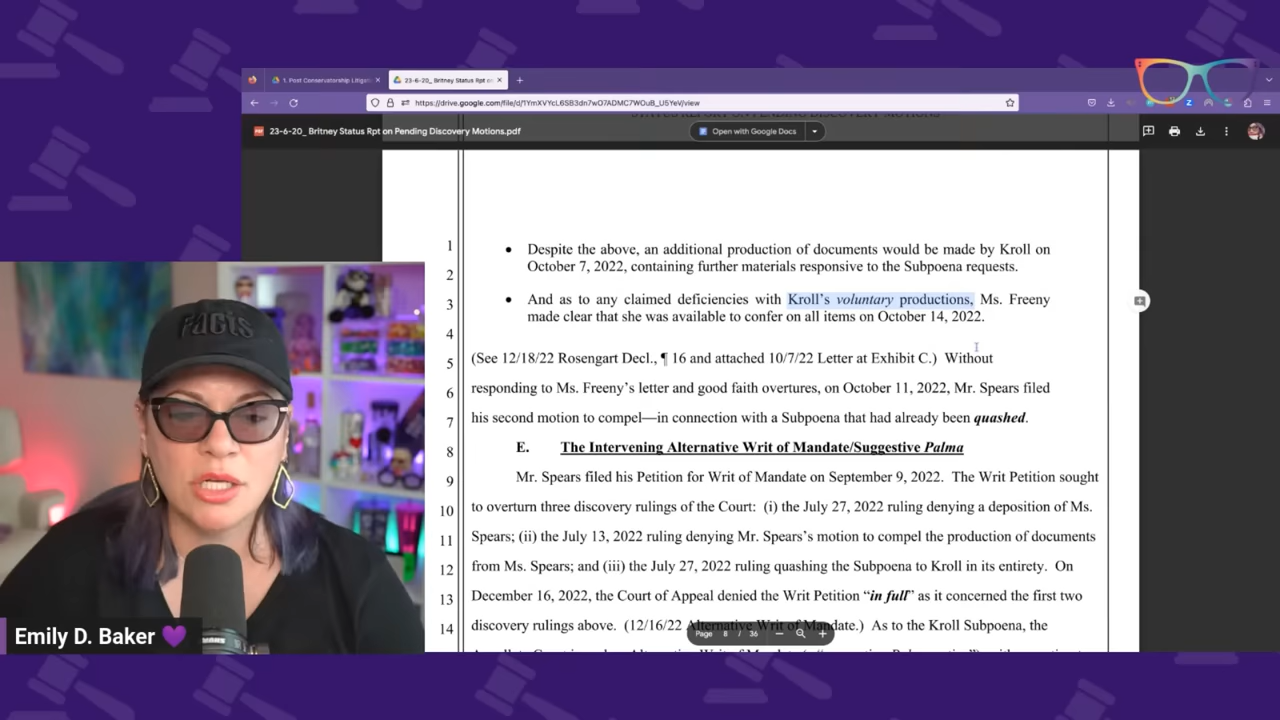 1. Post Conservatorship Litigati
23-6-20_ Britney Status Rpt on
https://drive.google.com/file/d/1YmXVYcL6SB3dn7wO7ADMC7WOuB_U5YeV/view
STATUS REPORT ON PENDING DISCOVERY MOTIONS
23-6-20_ Britney Status Rpt on Pending Discovery Motions.pdf
Open with Google Docs
1 • Despite the above, an additional production of documents would be made by Kroll on
2 October 7, 2022, containing further materials responsive to the Subpoena requests.
3 • And as to any claimed deficiencies with Kroll's voluntary productions, Ms. Freeny
made clear that she was available to confer on all items on October 14, 2022.
4
5 (See 12/18/22 Rosengart Decl., ¶ 16 and attached 10/7/22 Letter at Exhibit C.) Without
6 responding to Ms. Freeny's letter and good faith overtures, on October 11, 2022, Mr. Spears filed
7 his second motion to compel—in connection with a Subpoena that had already been quashed.
8 E. The Intervening Alternative Writ of Mandate/Suggestive Palma
9 Mr. Spears filed his Petition for Writ of Mandate on September 9, 2022. The Writ Petition sought
10 to overturn three discovery rulings of the Court: (i) the July 27, 2022 ruling denying a deposition of Ms.
11 Spears; (ii) the July 13, 2022 ruling denying Mr. Spears's motion to compel the production of documents
12 from Ms. Spears; and (iii) the July 27, 2022 ruling quashing the Subpoena to Kroll in its entirety. On
13 December 16, 2022, the Court of Appeal denied the Writ Petition "in full" as it concerned the first two
14 discovery rulings above. (12/16/22 Alternative Writ of Mandate.) As to the Kroll Subpoena, the
Page 8 / 36
facts
Emily D. Baker 💜